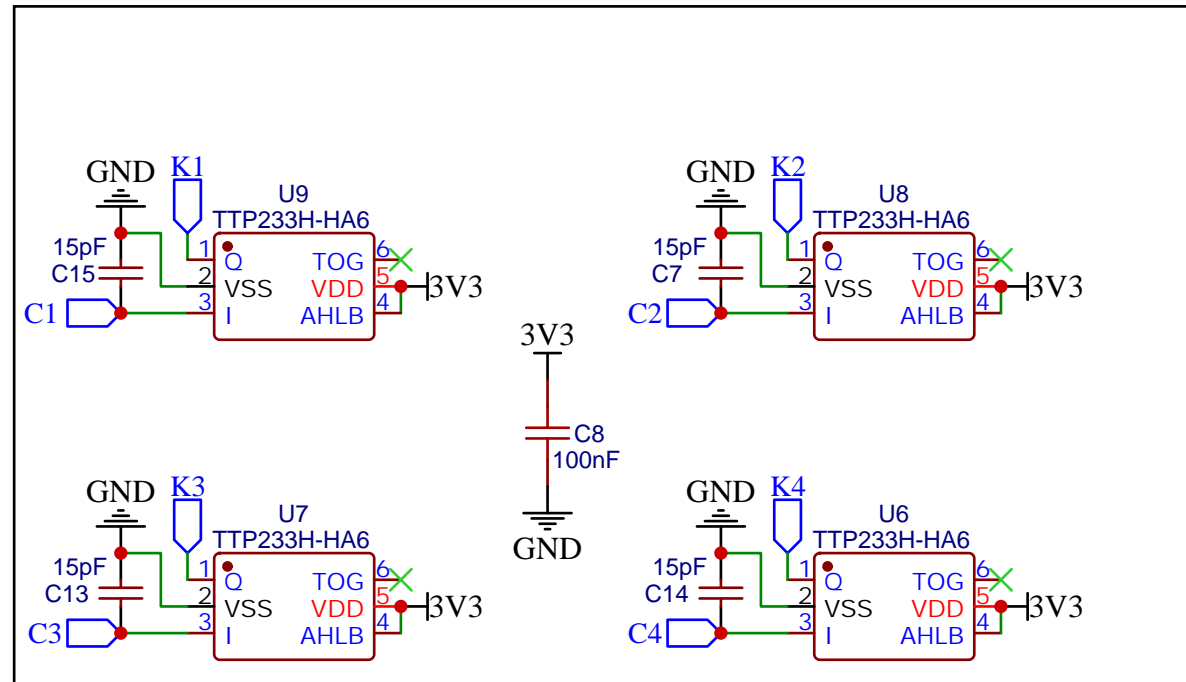 GND
K1
U9
TTP233H-HA6
15pF
C15
1
Q
2
VSS
C1
3
I
TOG
6
VDD
5
3V3
AHLB
4
GND
K2
U8
TTP233H-HA6
15pF
C7
1
Q
2
VSS
C2
3
I
TOG
6
VDD
5
3V3
AHLB
4
3V3
C8
100nF
GND
GND
K3
U7
TTP233H-HA6
15pF
C13
1
Q
2
VSS
C3
3
I
TOG
6
VDD
5
3V3
AHLB
4
GND
K4
U6
TTP233H-HA6
15pF
C14
1
Q
2
VSS
C4
3
I
TOG
6
VDD
5
3V3
AHLB
4